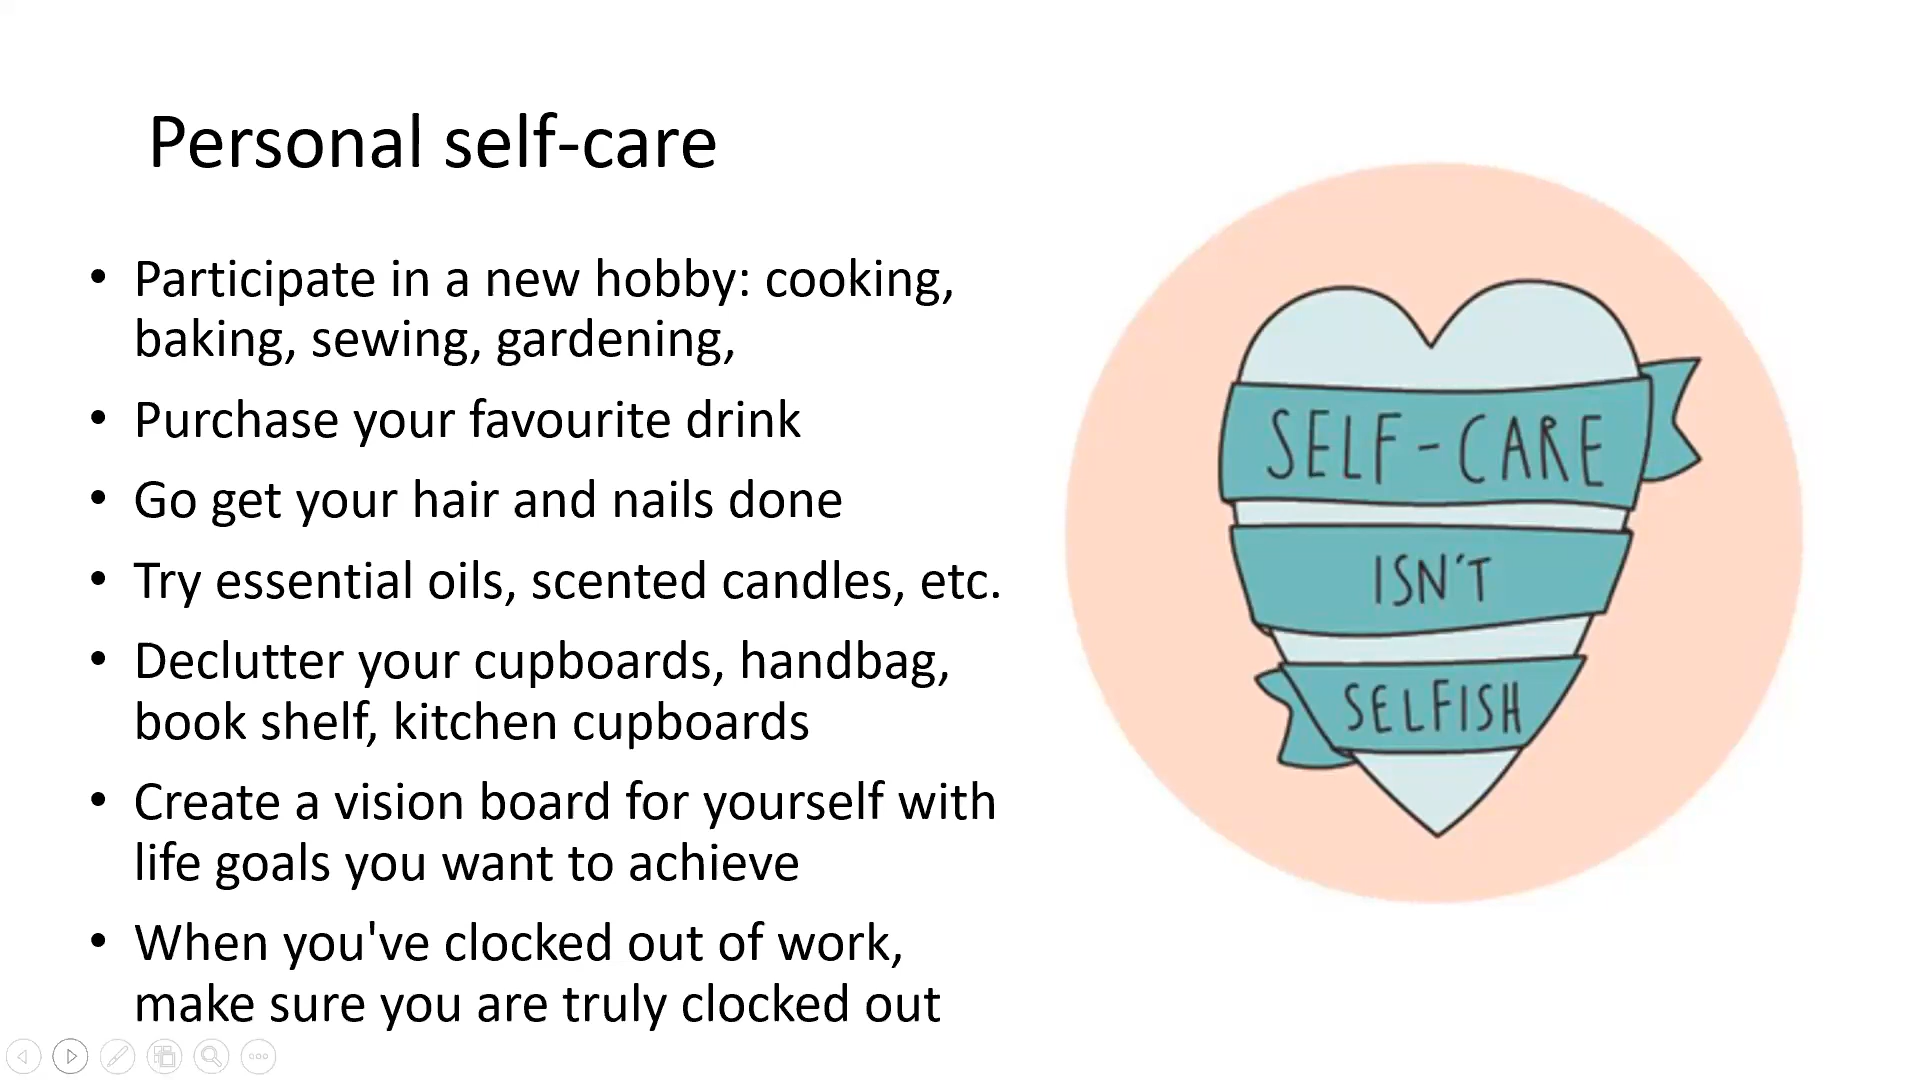 Personal self-care
• Participate in a new hobby: cooking,
baking, sewing, gardening,
• Purchase your favourite drink
• Go get your hair and nails done
• Try essential oils, scented candles, etc.
• Declutter your cupboards, handbag,
book shelf, kitchen cupboards
• Create a vision board for yourself with
life goals you want to achieve
• When you've clocked out of work,
make sure you are truly clocked out
SELF-CARE
ISN'T
SELFISH